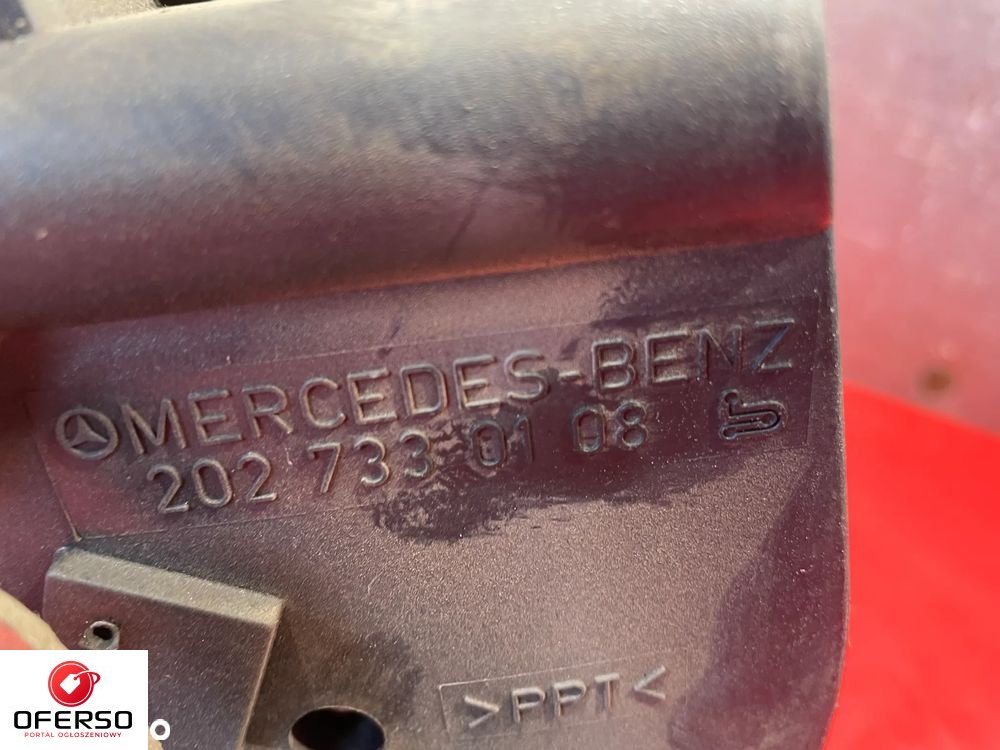 MERCEDES-BENZ
202 733 01 08
>PPT<
OFERSO
PORTAL OGŁOSZENIOWY
O